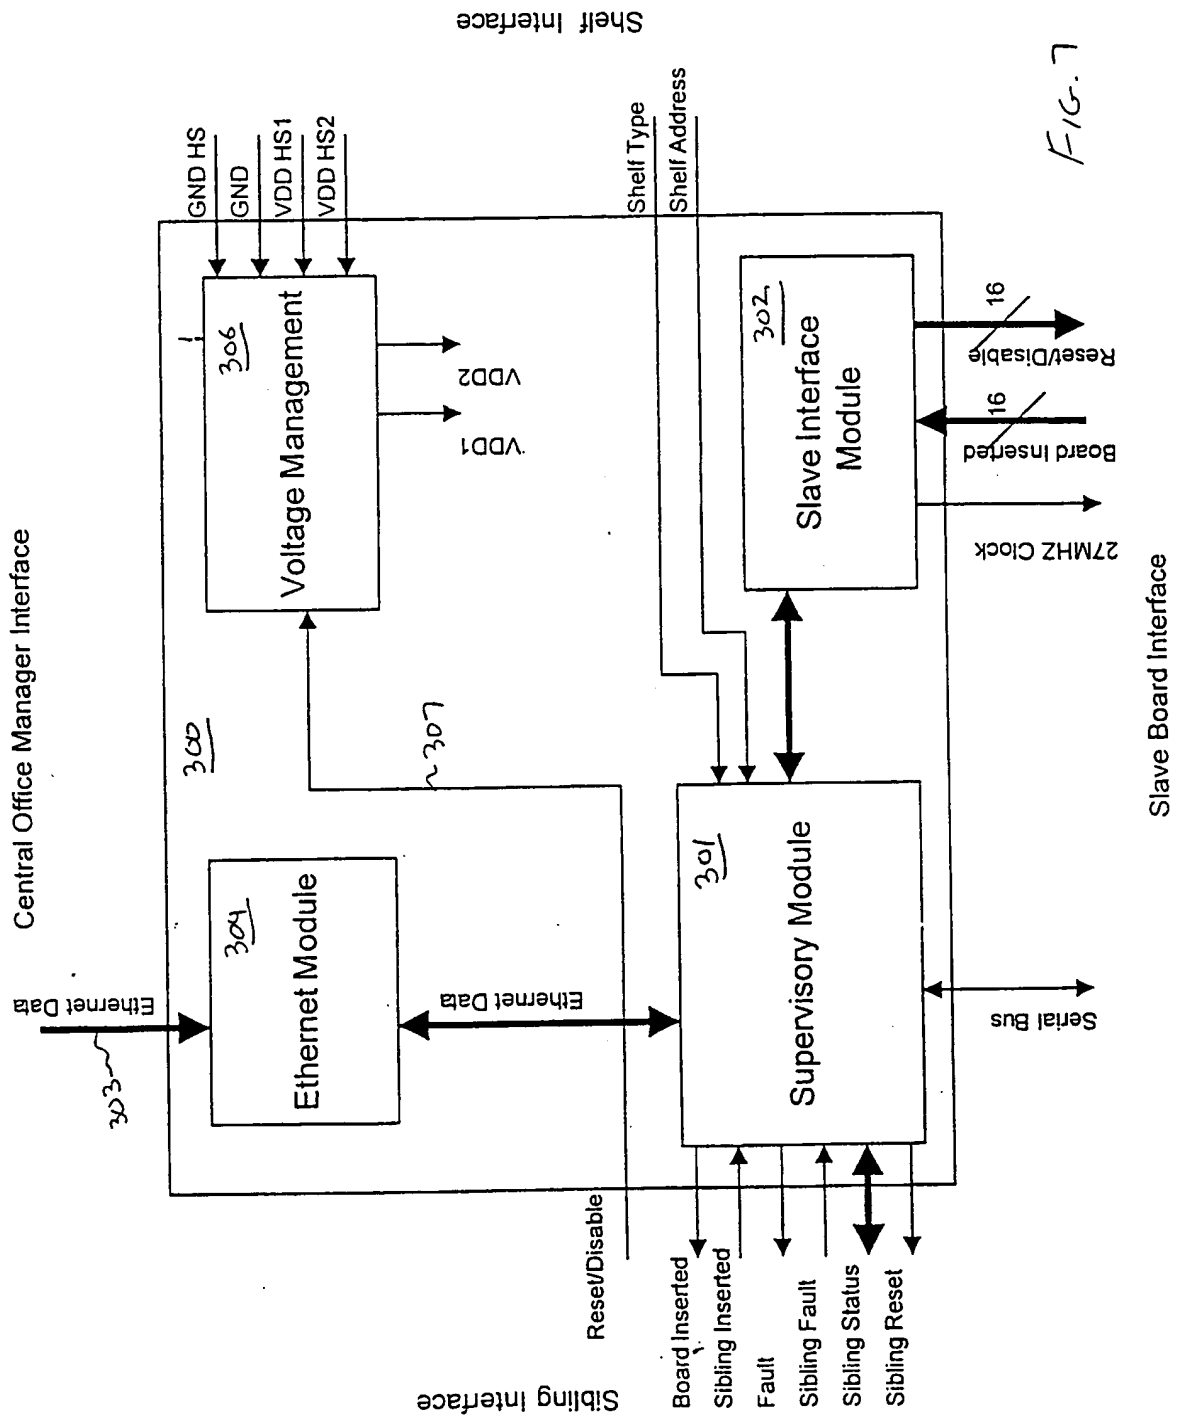 Central Office Manager Interface
303
Ethernet Data
300
304
Ethernet Module
306
Voltage Management
GND HS
GND
VDD HS1
VDD HS2
VDD1
VDD2
307
Ethernet Data
Sibling Interface
Shelf Interface
Reset/Disable
Board Inserted
Sibling Inserted
Fault
Sibling Fault
Sibling Status
Sibling Reset
301
Supervisory Module
Shelf Type
Shelf Address
302
Slave Interface
Module
Serial Bus
27MHZ Clock
Board Inserted
16
Reset/Disable
16
Slave Board Interface
FIG. 7